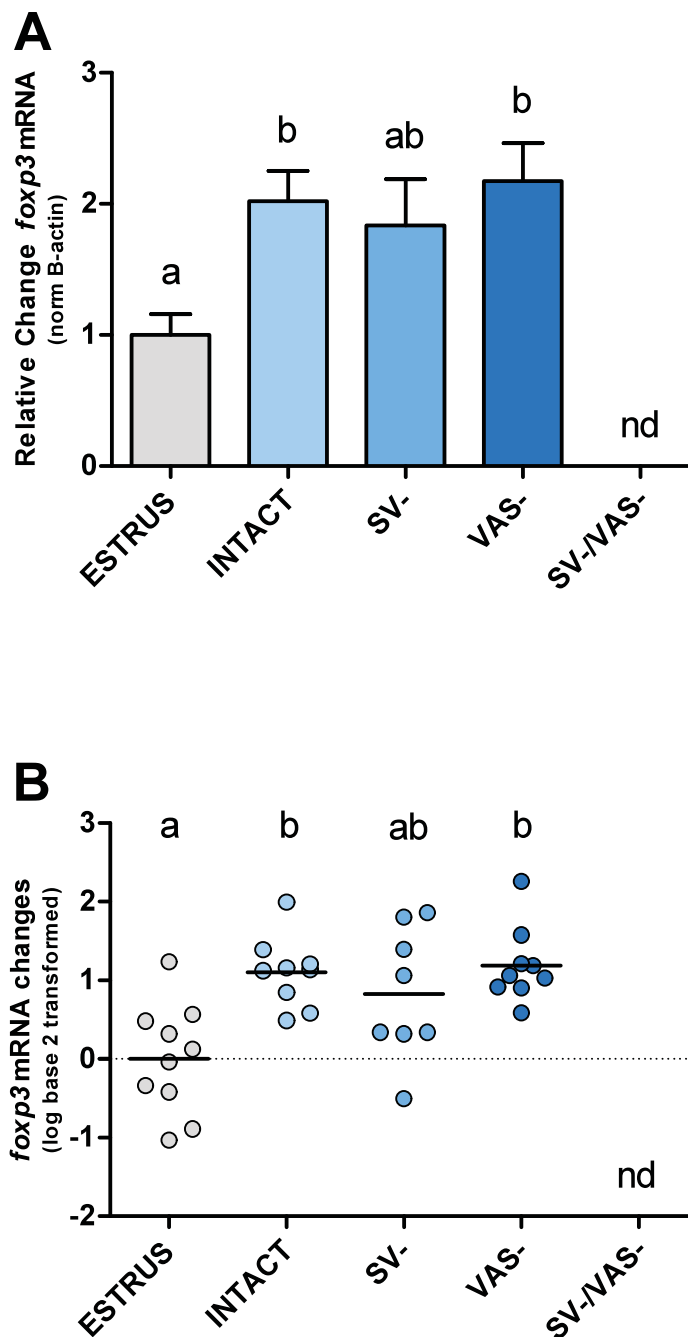 A
Relative Change foxp3 mRNA
(norm B-actin)
3
2
1
0
a
b
ab
b
nd
ESTRUS
INTACT
SV-
VAS-
SV-/VAS-
B
foxp3 mRNA changes
(log base 2 transformed)
3
2
1
0
-1
-2
a
b
ab
b
nd
ESTRUS
INTACT
SV-
VAS-
SV-/VAS-